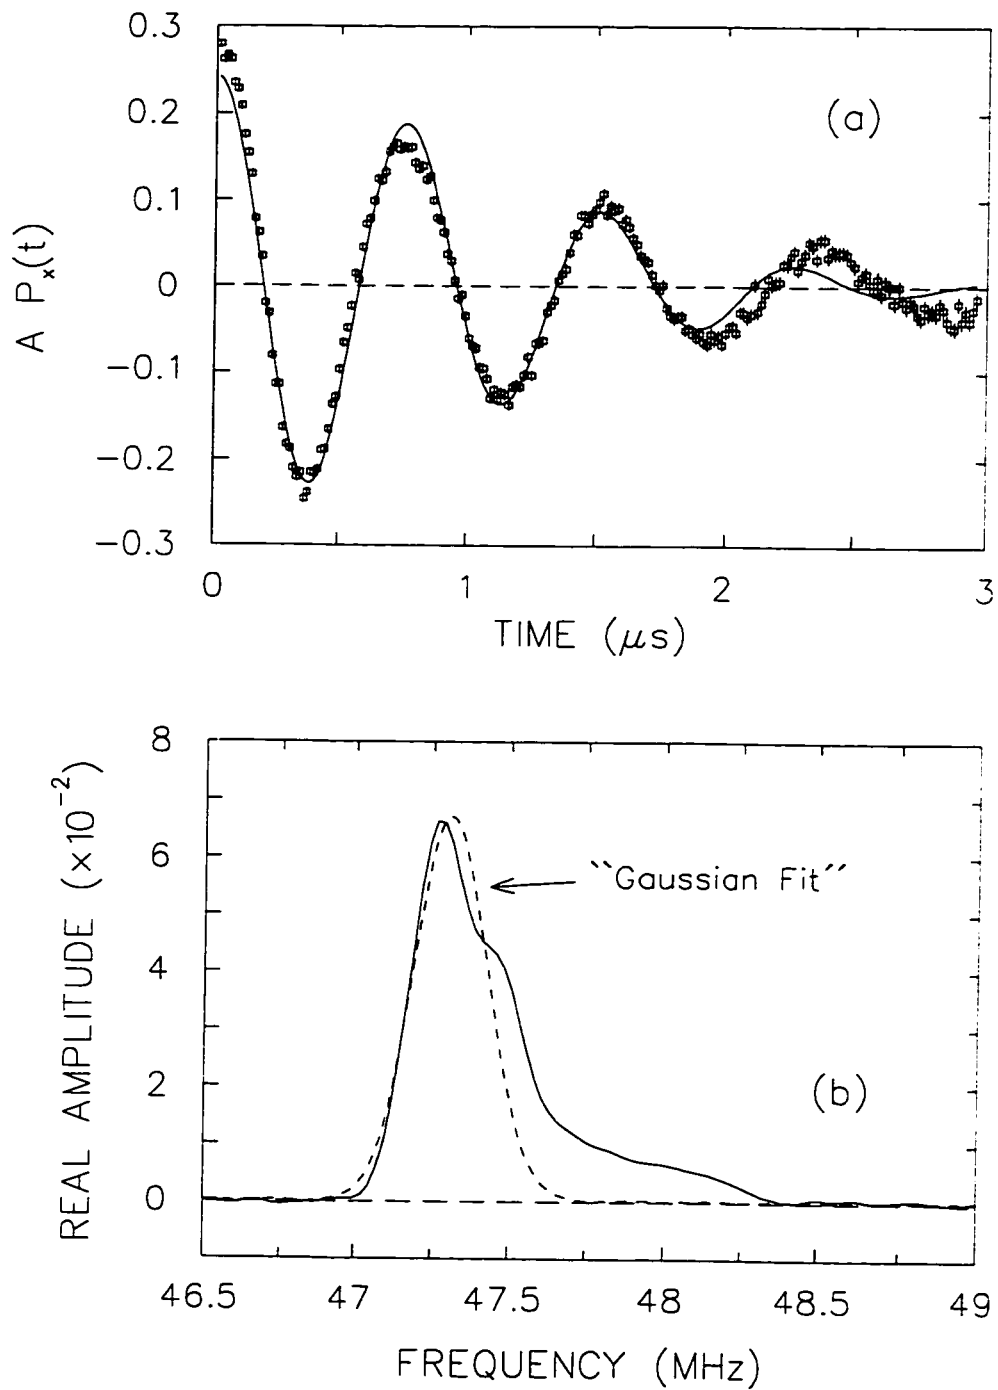 0.3
0.2
0.1
0
−0.1
−0.2
−0.3
A Pₓ(t)
(a)
0 1 2 3
TIME (μs)
8
6
4
2
0
REAL AMPLITUDE (×10⁻²)
``Gaussian Fit´´
(b)
46.5 47 47.5 48 48.5 49
FREQUENCY (MHz)